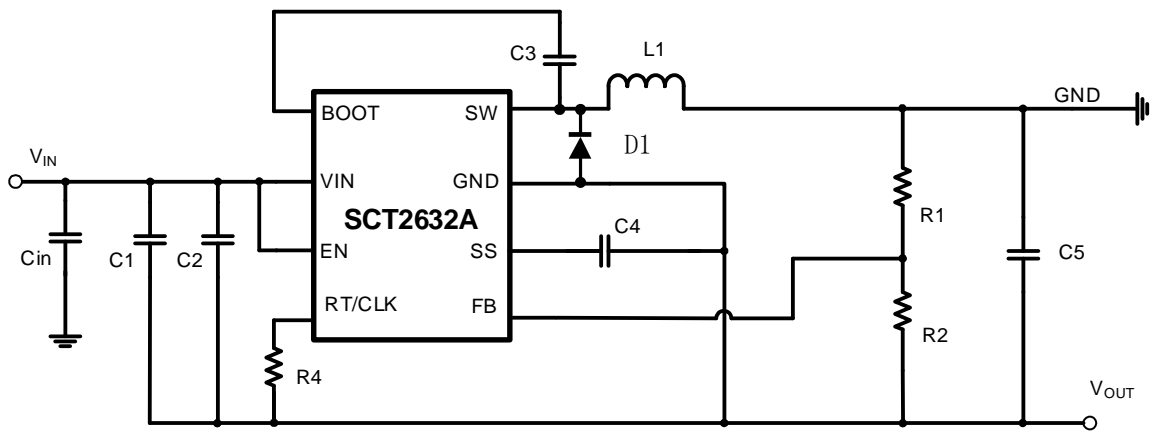 C3
L1
BOOT
SW
GND
D1
VIN
VIN
GND
SCT2632A
R1
C4
Cin
C1
C2
EN
SS
C5
RT/CLK
FB
R2
R4
VOUT